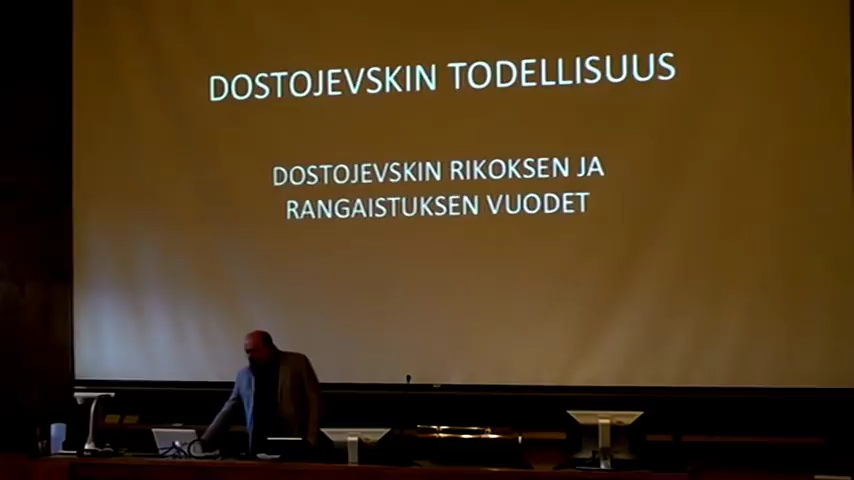 DOSTOJEVSKIN TODELLISUUS
DOSTOJEVSKIN RIKOKSEN JA
RANGAISTUKSEN VUODET